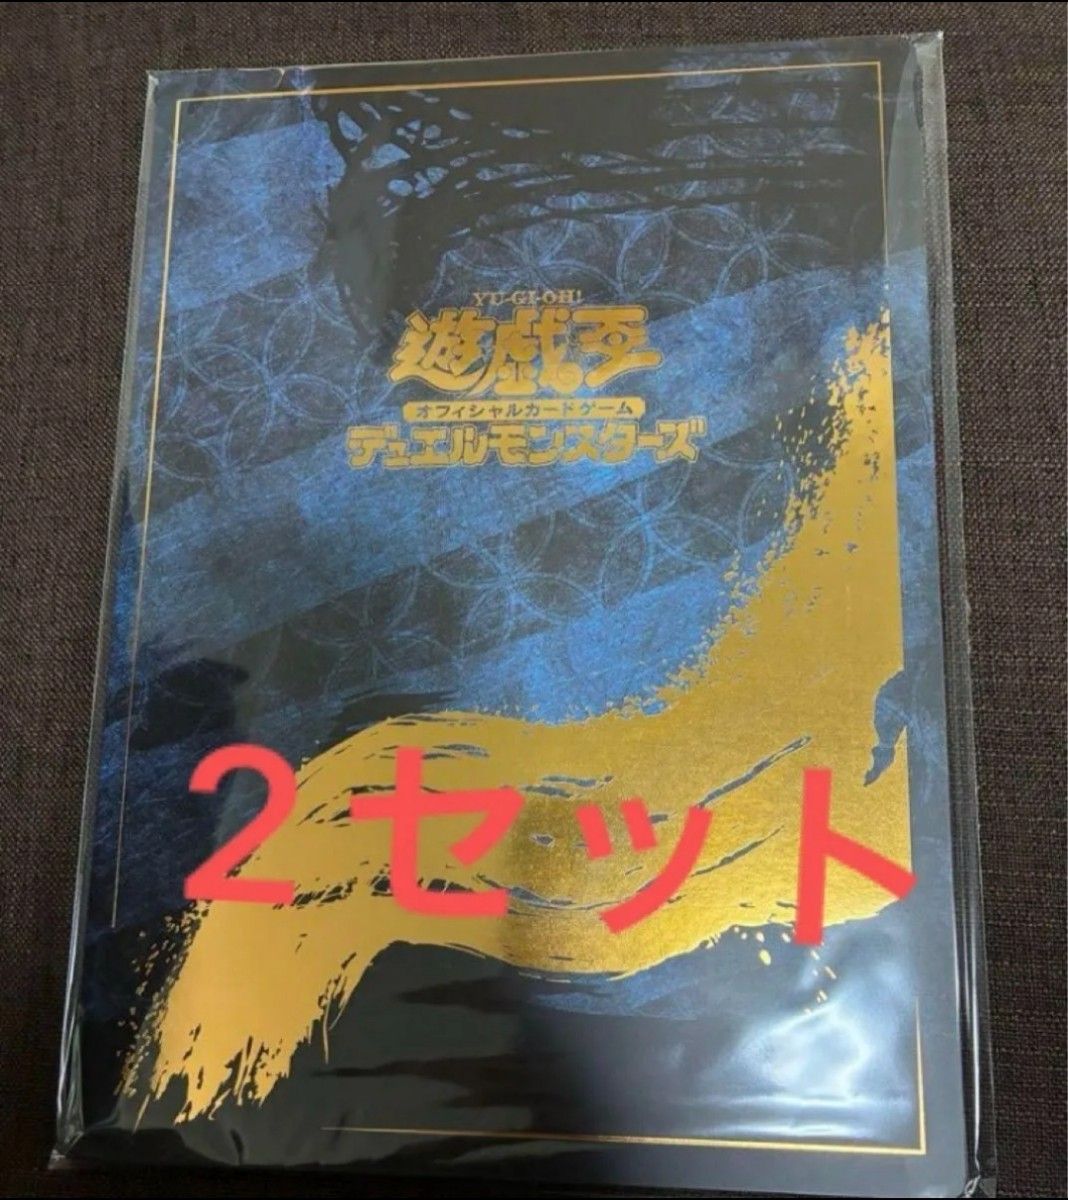 YU-GI-OH!
遊戯王
オフィシャルカードゲーム
デュエルモンスターズ
2セット